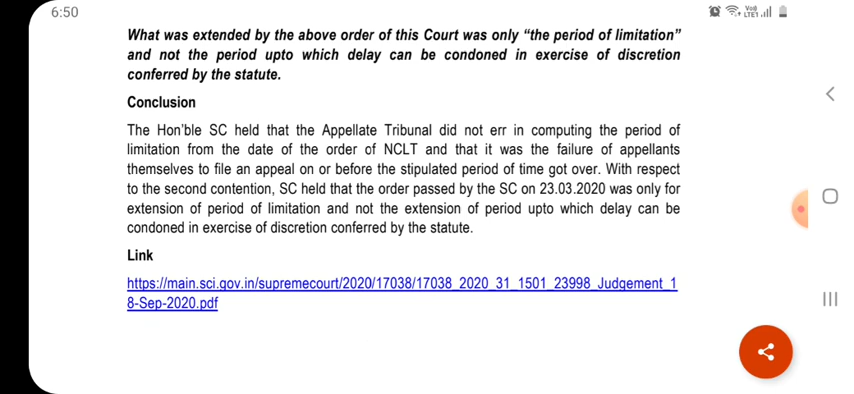 6:50
Vo)
LTE1
What was extended by the above order of this Court was only “the period of limitation”
and not the period upto which delay can be condoned in exercise of discretion
conferred by the statute.
Conclusion
The Hon’ble SC held that the Appellate Tribunal did not err in computing the period of
limitation from the date of the order of NCLT and that it was the failure of appellants
themselves to file an appeal on or before the stipulated period of time got over. With respect
to the second contention, SC held that the order passed by the SC on 23.03.2020 was only for
extension of period of limitation and not the extension of period upto which delay can be
condoned in exercise of discretion conferred by the statute.
Link
https://main.sci.gov.in/supremecourt/2020/17038/17038_2020_31_1501_23998_Judgement_1
8-Sep-2020.pdf